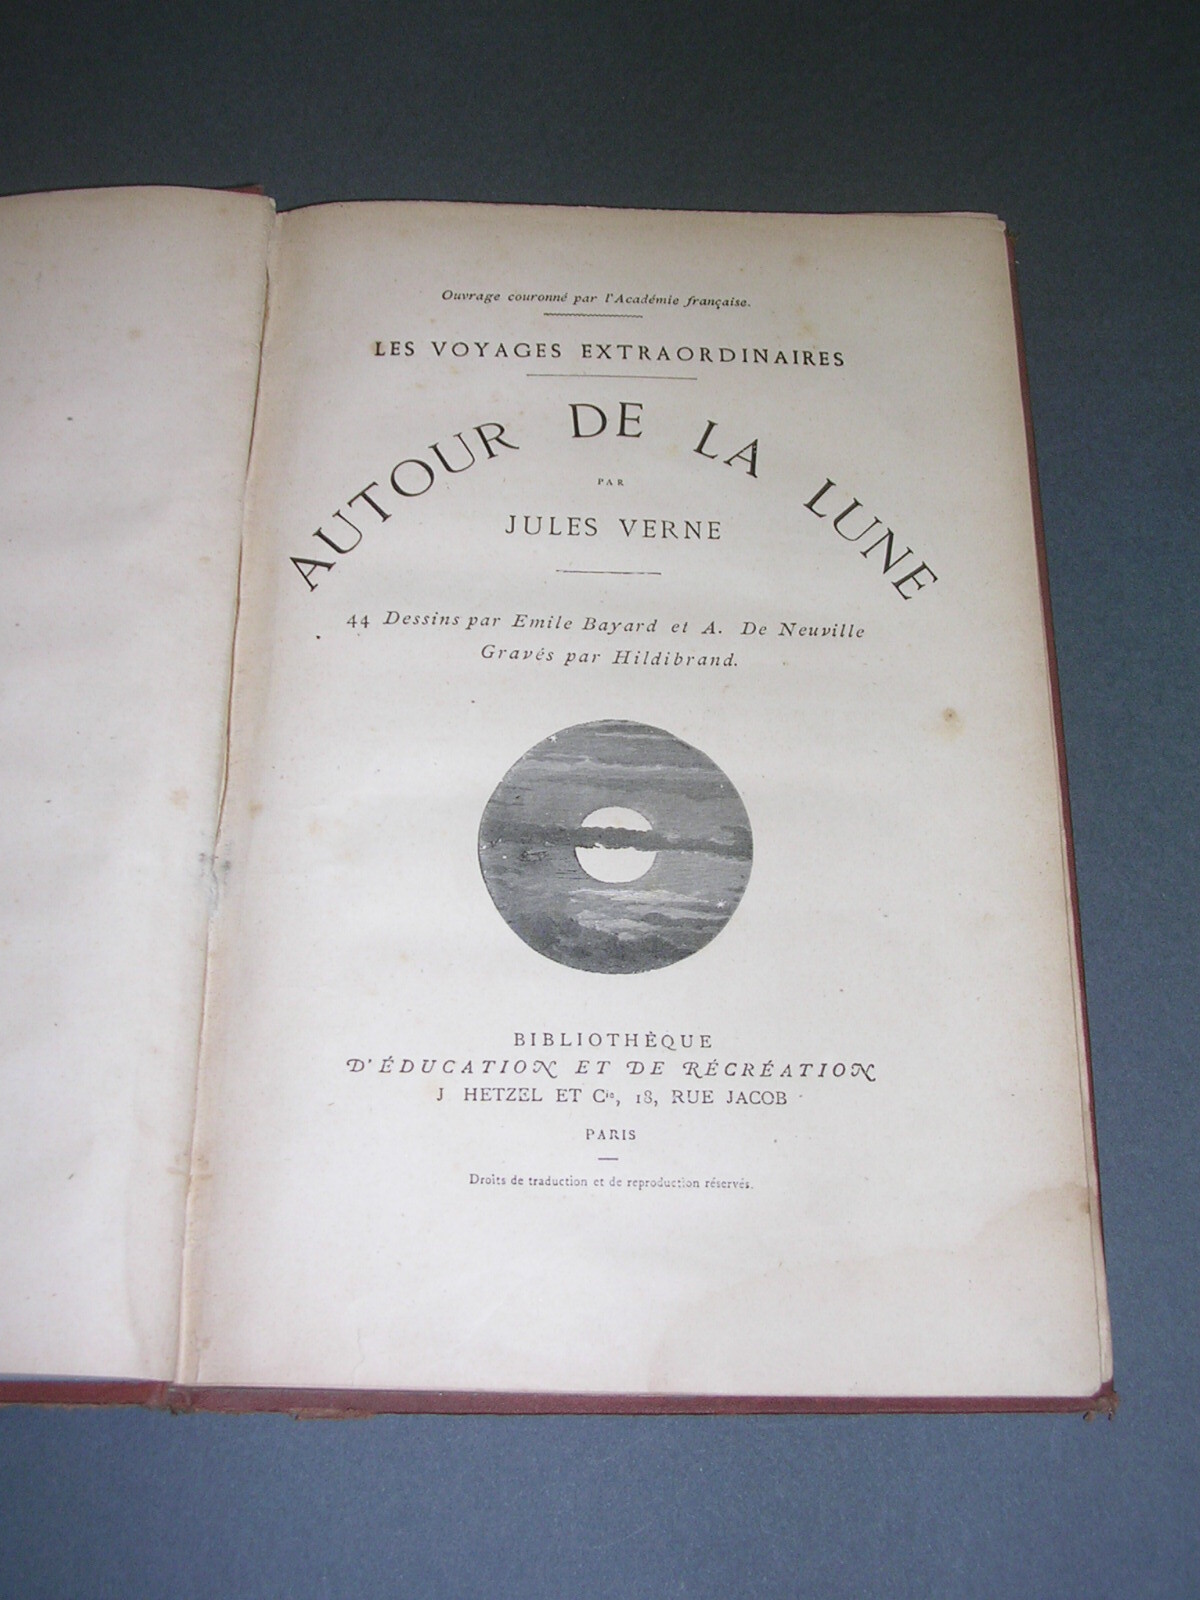 Ouvrage couronné par l'Académie française.
LES VOYAGES EXTRAORDINAIRES
AUTOUR DE LA LUNE
PAR
JULES VERNE
44 Dessins par Emile Bayard et A. De Neuville
Gravés par Hildibrand.
BIBLIOTHÈQUE
D'ÉDUCATION ET DE RÉCRÉATION
J HETZEL ET Cie, 18, RUE JACOB
PARIS
Droits de traduction et de reproduction réservés.